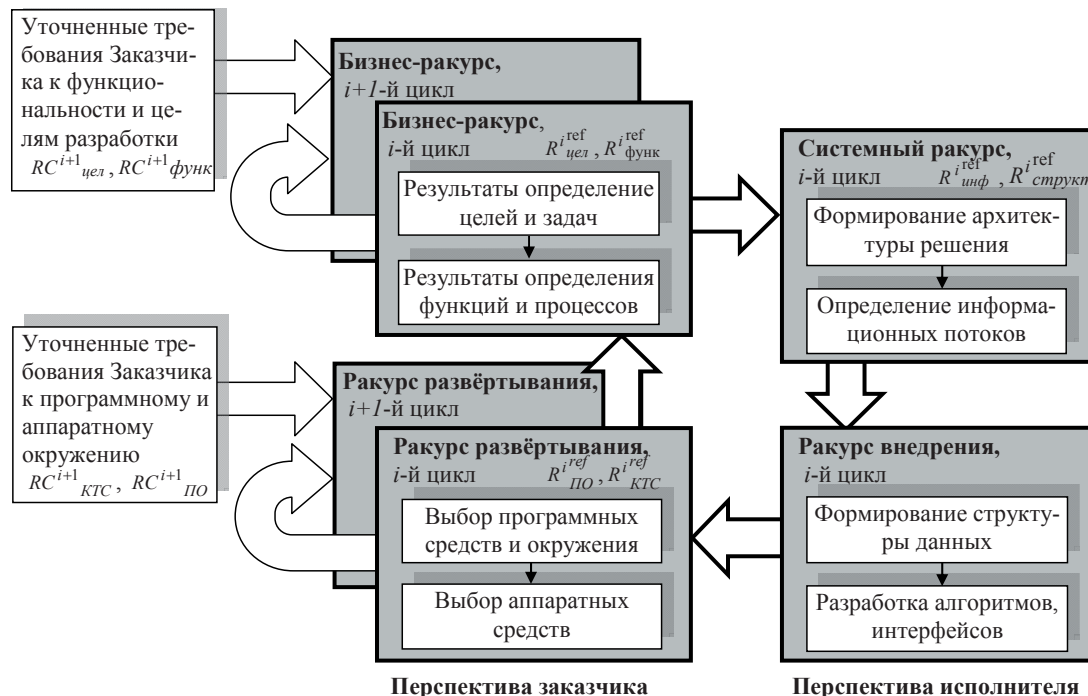 Уточненные тре-
бования Заказчи-
ка к функцио-
нальности и це-
лям разработки
RC^{i+1}_{цел}, RC^{i+1}_{функ}
Бизнес-ракурс,
i+1-й цикл
Бизнес-ракурс,
i-й цикл R^{i ref}_{цел}, R^{i ref}_{функ}
Результаты определение
целей и задач
Результаты определения
функций и процессов
Системный ракурс,
i-й цикл R^{i ref}_{инф}, R^{i ref}_{структ}
Формирование архитек-
туры решения
Определение информа-
ционных потоков
Уточненные тре-
бования Заказчика
к программному и
аппаратному
окружению
RC^{i+1}_{КТС}, RC^{i+1}_{ПО}
Ракурс развёртывания,
i+1-й цикл
Ракурс развёртывания,
i-й цикл R^{i ref}_{ПО}, R^{i ref}_{КТС}
Выбор программных
средств и окружения
Выбор аппаратных
средств
Ракурс внедрения,
i-й цикл
Формирование структу-
ры данных
Разработка алгоритмов,
интерфейсов
Перспектива заказчика
Перспектива исполнителя